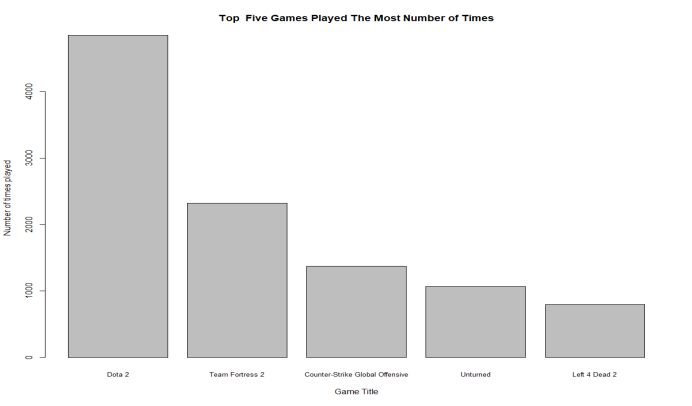 Top  Five Games Played The Most Number of Times
Number of times played
4000
3000
2000
1000
0
Dota 2
Team Fortress 2
Counter-Strike Global Offensive
Unturned
Left 4 Dead 2
Game Title